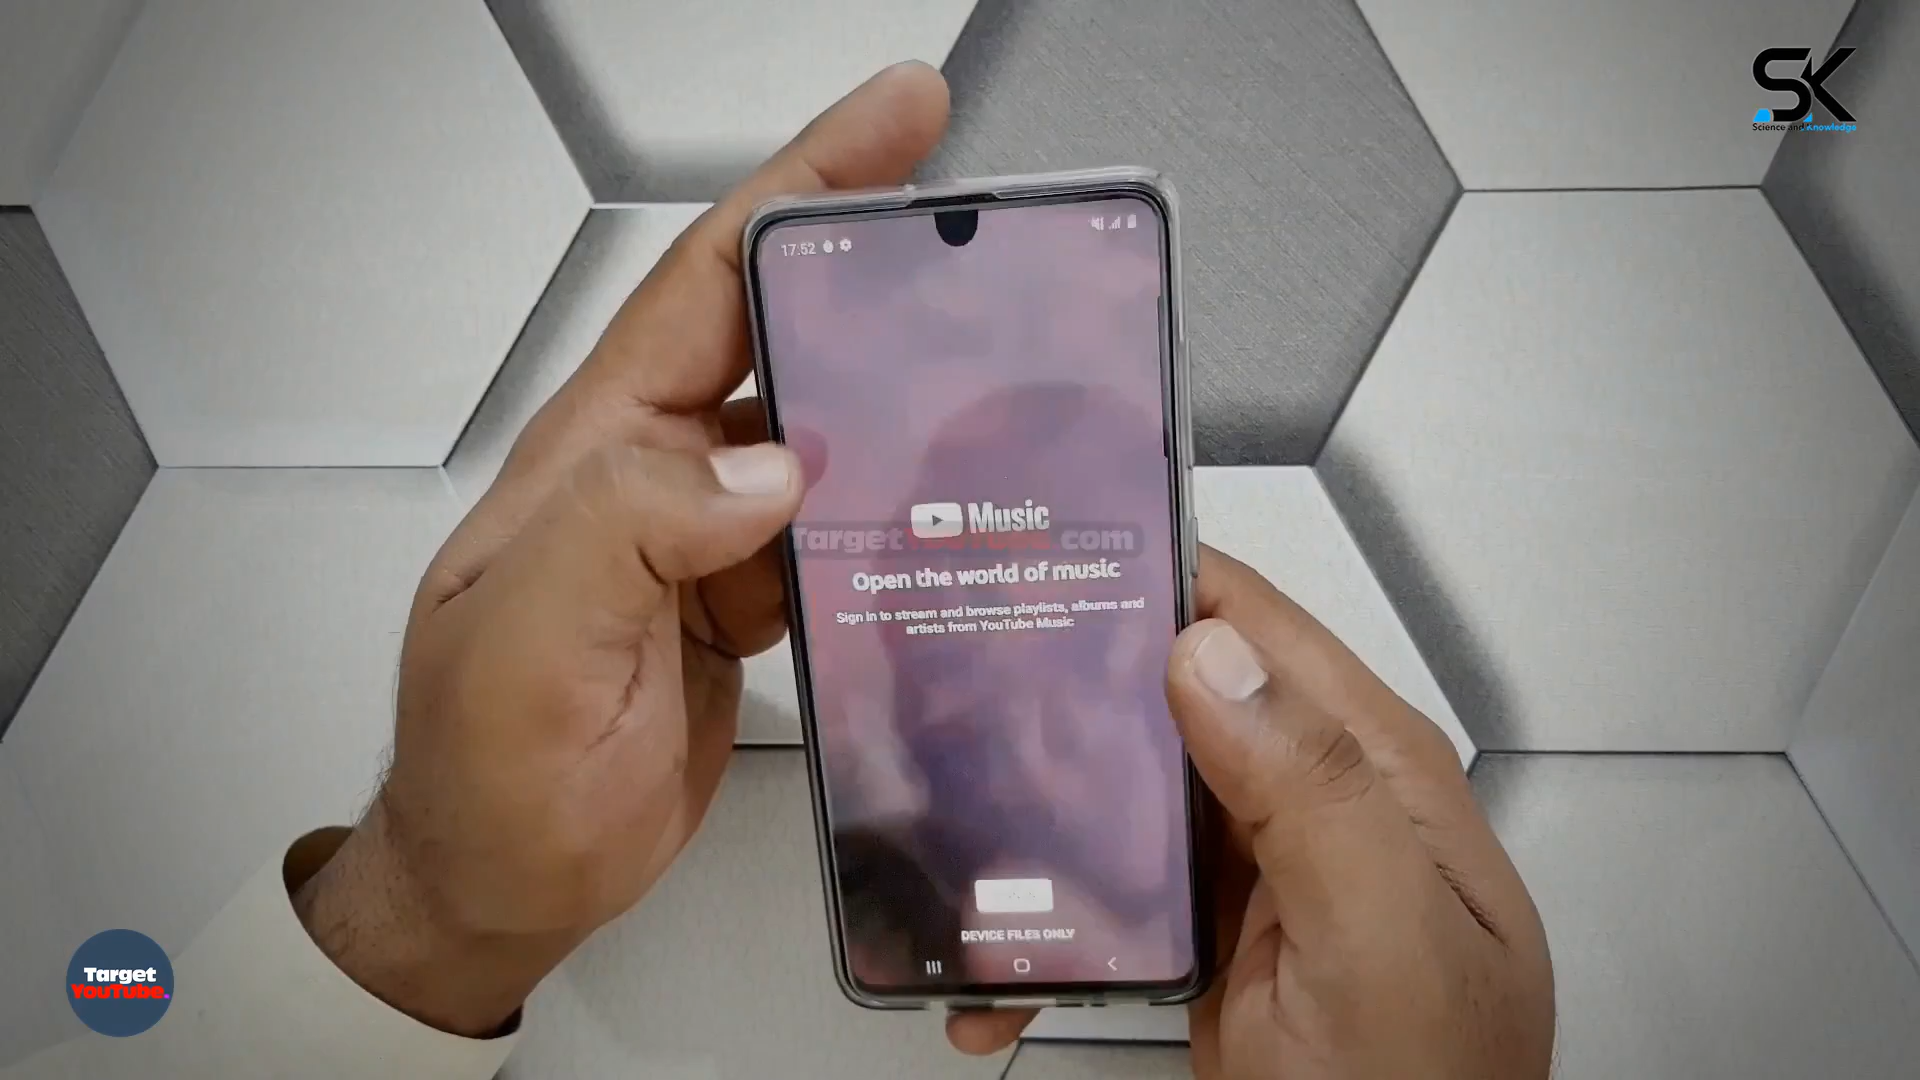 SK
Science and Knowledge
17:52
Music
TargetYouTube.com
Open the world of music
Sign in to stream and browse playlists, albums and
artists from YouTube Music
DEVICE FILES ONLY
Target
YouTube.